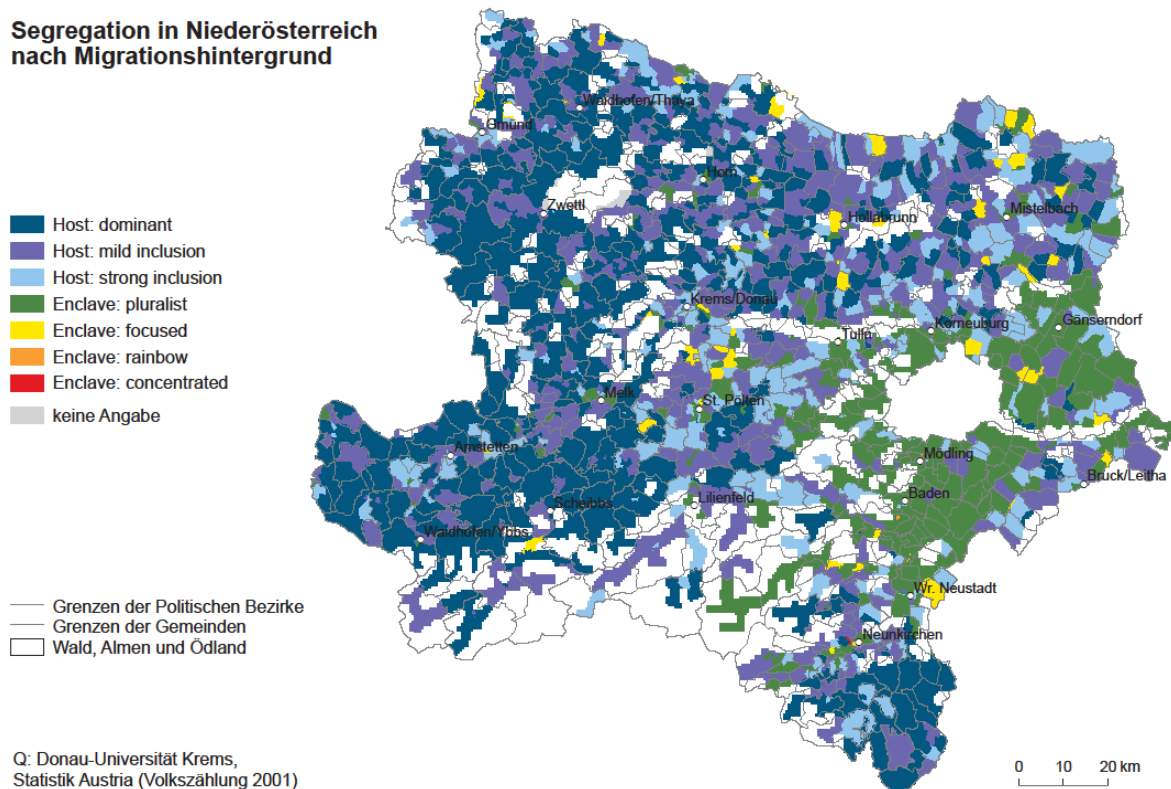 Segregation in Niederösterreich
nach Migrationshintergrund
Waidhofen/Thaya
Gmünd
Horn
Zwettl
Hollabrunn
Mistelbach
Host: dominant
Host: mild inclusion
Host: strong inclusion
Enclave: pluralist
Enclave: focused
Enclave: rainbow
Enclave: concentrated
keine Angabe
Krems/Donau
Korneuburg
Gänserndorf
Tulln
Melk
St. Pölten
Amstetten
Mödling
Bruck/Leitha
Baden
Scheibbs
Lilienfeld
Waidhofen/Ybbs
Wr. Neustadt
Neunkirchen
Grenzen der Politischen Bezirke
Grenzen der Gemeinden
Wald, Almen und Ödland
Q: Donau-Universität Krems,
Statistik Austria (Volkszählung 2001)
0 10 20 km